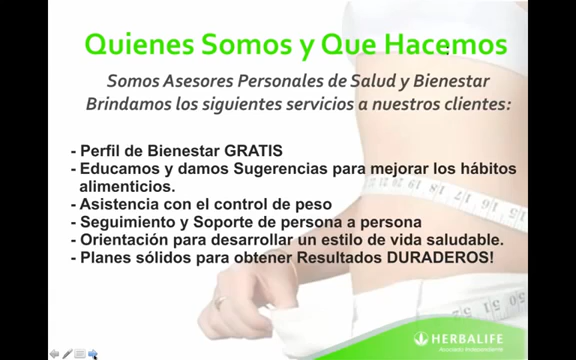 Quienes Somos y Que Hacemos
Somos Asesores Personales de Salud y Bienestar
Brindamos los siguientes servicios a nuestros clientes:
- Perfil de Bienestar GRATIS
- Educamos y damos Sugerencias para mejorar los hábitos
alimenticios.
- Asistencia con el control de peso
- Seguimiento y Soporte de persona a persona
- Orientación para desarrollar un estilo de vida saludable.
- Planes sólidos para obtener Resultados DURADEROS!
HERBALIFE
Asociado Independiente